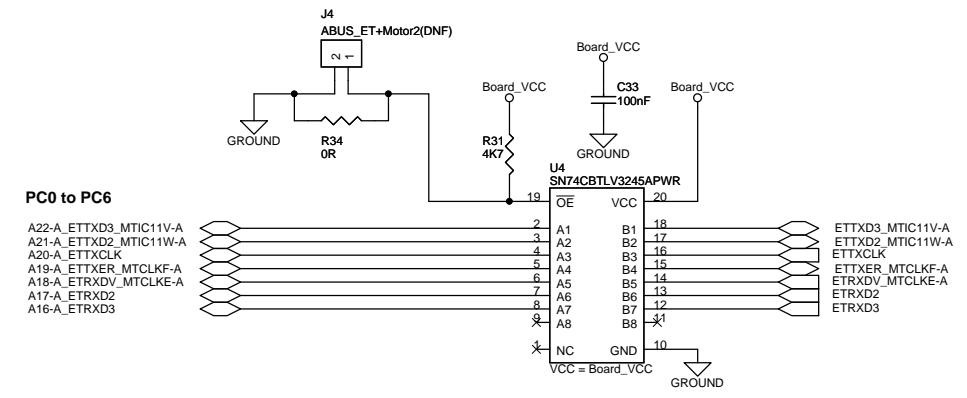 J4
ABUS_ET+Motor2(DNF)
2 1
Board_VCC
Board_VCC
C33
100nF
Board_VCC
GROUND
R34
0R
R31
4K7
GROUND
U4
SN74CBTLV3245APWR
PC0 to PC6
19 OE VCC 20
A22-A_ETTXD3_MTIC11V-A 2 A1 B1 18 ETTXD3_MTIC11V-A
A21-A_ETTXD2_MTIC11W-A 3 A2 B2 17 ETTXD2_MTIC11W-A
A20-A_ETTXCLK 4 A3 B3 16 ETTXCLK
A19-A_ETTXER_MTCLKF-A 5 A4 B4 15 ETTXER_MTCLKF-A
A18-A_ETRXDV_MTCLKE-A 6 A5 B5 14 ETRXDV_MTCLKE-A
A17-A_ETRXD2 7 A6 B6 13 ETRXD2
A16-A_ETRXD3 8 A7 B7 12 ETRXD3
9 A8 B8 11
1 NC GND 10
VCC = Board_VCC
GROUND